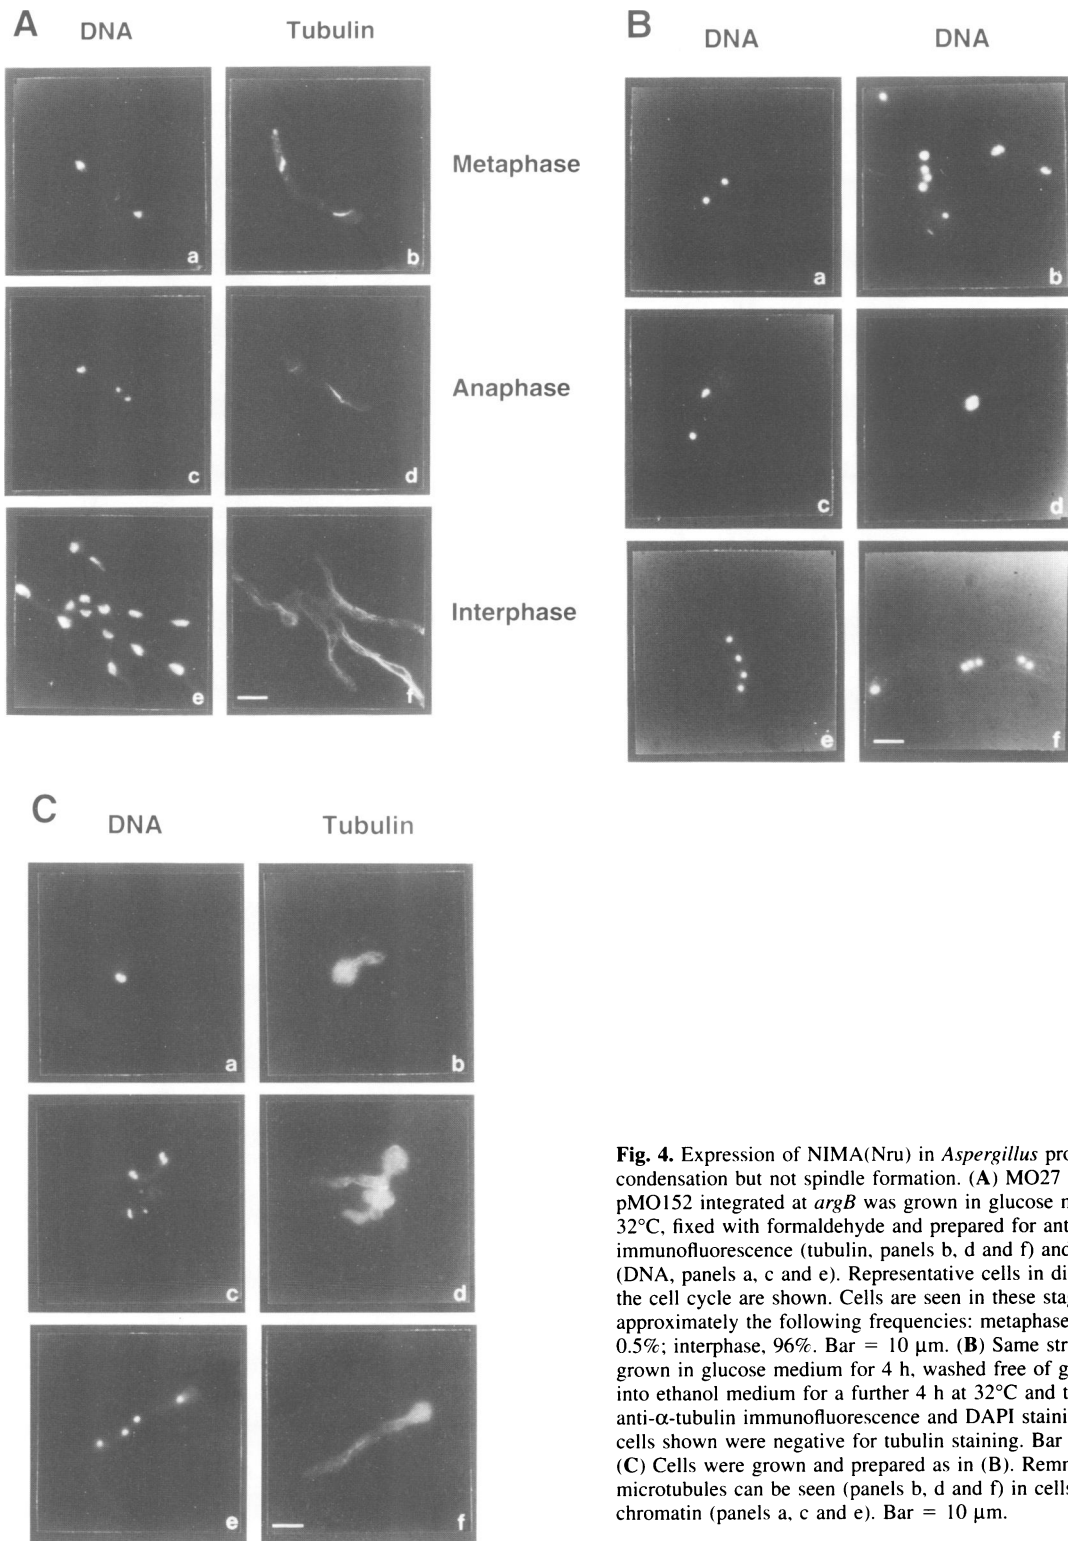 A
DNA
Tubulin
Metaphase
a
b
Anaphase
c
d
Interphase
e
f
B
DNA
DNA
a
b
c
d
e
f
C
DNA
Tubulin
a
b
c
d
e
f
Fig. 4. Expression of NIMA(Nru) in Aspergillus pro
condensation but not spindle formation. (A) MO27
pMO152 integrated at argB was grown in glucose
32°C, fixed with formaldehyde and prepared for ant
immunofluorescence (tubulin, panels b, d and f) and
(DNA, panels a, c and e). Representative cells in di
the cell cycle are shown. Cells are seen in these stag
approximately the following frequencies: metaphase
0.5%; interphase, 96%. Bar = 10 μm. (B) Same str
grown in glucose medium for 4 h, washed free of g
into ethanol medium for a further 4 h at 32°C and t
anti-α-tubulin immunofluorescence and DAPI staini
cells shown were negative for tubulin staining. Bar
(C) Cells were grown and prepared as in (B). Remn
microtubules can be seen (panels b, d and f) in cells
chromatin (panels a, c and e). Bar = 10 μm.